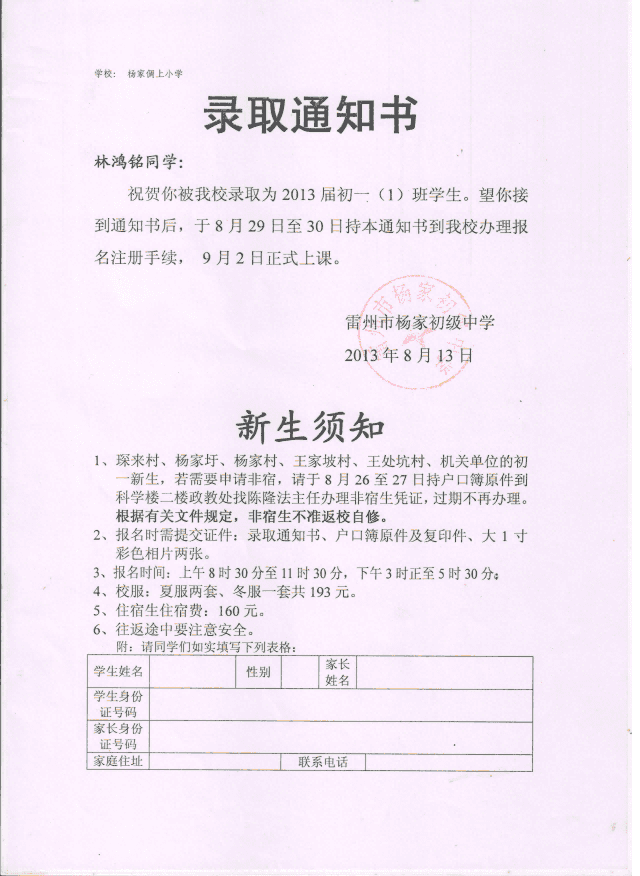 学校： 杨家倜上小学
录取通知书
林鸿铭同学：
祝贺你被我校录取为 2013 届初一（1）班学生。望你接
到通知书后，于 8 月 29 日至 30 日持本通知书到我校办理报
名注册手续， 9 月 2 日正式上课。
雷州市杨家初级中学
2013 年 8 月 13 日
新生须知
1、琛来村、杨家圩、杨家村、王家坡村、王处坑村、机关单位的初
一新生，若需要申请非宿，请于 8 月 26 至 27 日持户口簿原件到
科学楼二楼政教处找陈隆法主任办理非宿生凭证，过期不再办理。
根据有关文件规定，非宿生不准返校自修。
2、报名时需提交证件：录取通知书、户口簿原件及复印件、大 1 寸
彩色相片两张。
3、报名时间：上午 8 时 30 分至 11 时 30 分，下午 3 时正至 5 时 30 分。
4、校服：夏服两套、冬服一套共 193 元。
5、住宿生住宿费：160 元。
6、往返途中要注意安全。
附：请同学们如实填写下列表格：
学生姓名 性别 家长
姓名
学生身份
证号码
家长身份
证号码
家庭住址 联系电话